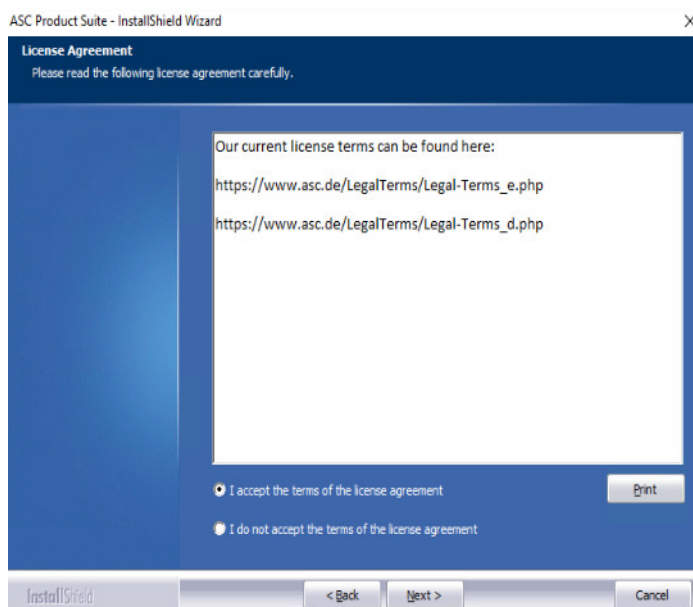 ASC Product Suite - InstallShield Wizard
License Agreement
Please read the following license agreement carefully.
Our current license terms can be found here:
https://www.asc.de/LegalTerms/Legal-Terms_e.php
https://www.asc.de/LegalTerms/Legal-Terms_d.php
I accept the terms of the license agreement
Print
I do not accept the terms of the license agreement
InstallShield
< Back
Next >
Cancel